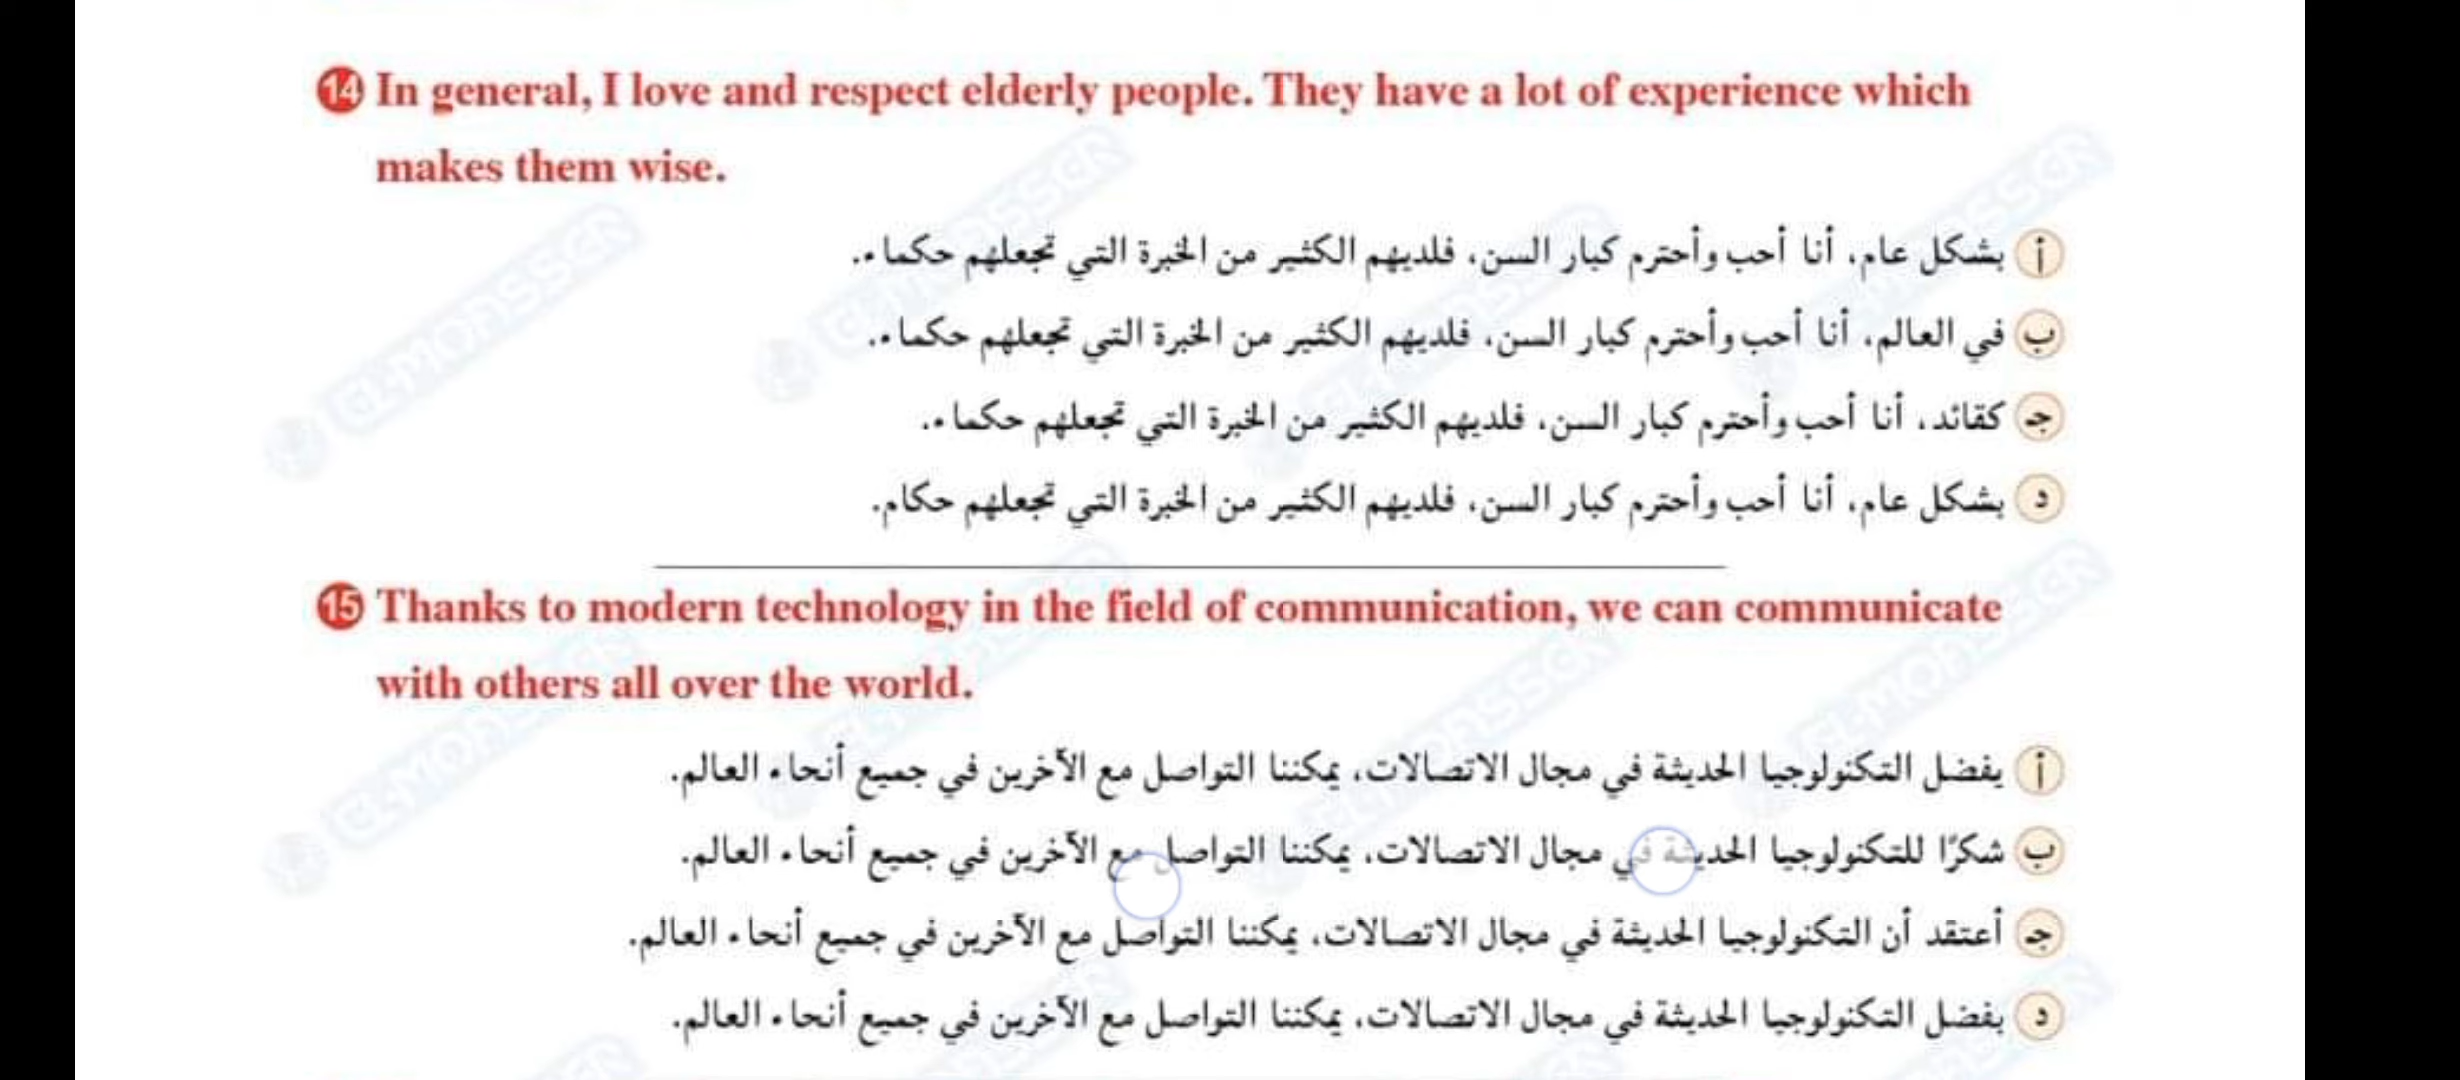 14 In general, I love and respect elderly people. They have a lot of experience which
makes them wise.
أ بشكل عام، أنا أحب وأحترم كبار السن، فلديهم الكثير من الخبرة التي تجعلهم حكماء.
ب في العالم، أنا أحب وأحترم كبار السن، فلديهم الكثير من الخبرة التي تجعلهم حكماء.
جـ كقائد، أنا أحب وأحترم كبار السن، فلديهم الكثير من الخبرة التي تجعلهم حكماء.
د بشكل عام، أنا أحب وأحترم كبار السن، فلديهم الكثير من الخبرة التي تجعلهم حكام.
15 Thanks to modern technology in the field of communication, we can communicate
with others all over the world.
أ يفضل التكنولوجيا الحديثة في مجال الاتصالات، يمكننا التواصل مع الآخرين في جميع أنحاء العالم.
ب شكرًا للتكنولوجيا الحديثة في مجال الاتصالات، يمكننا التواصل مع الآخرين في جميع أنحاء العالم.
جـ أعتقد أن التكنولوجيا الحديثة في مجال الاتصالات، يمكننا التواصل مع الآخرين في جميع أنحاء العالم.
د بفضل التكنولوجيا الحديثة في مجال الاتصالات، يمكننا التواصل مع الآخرين في جميع أنحاء العالم.
EL-MOASSER